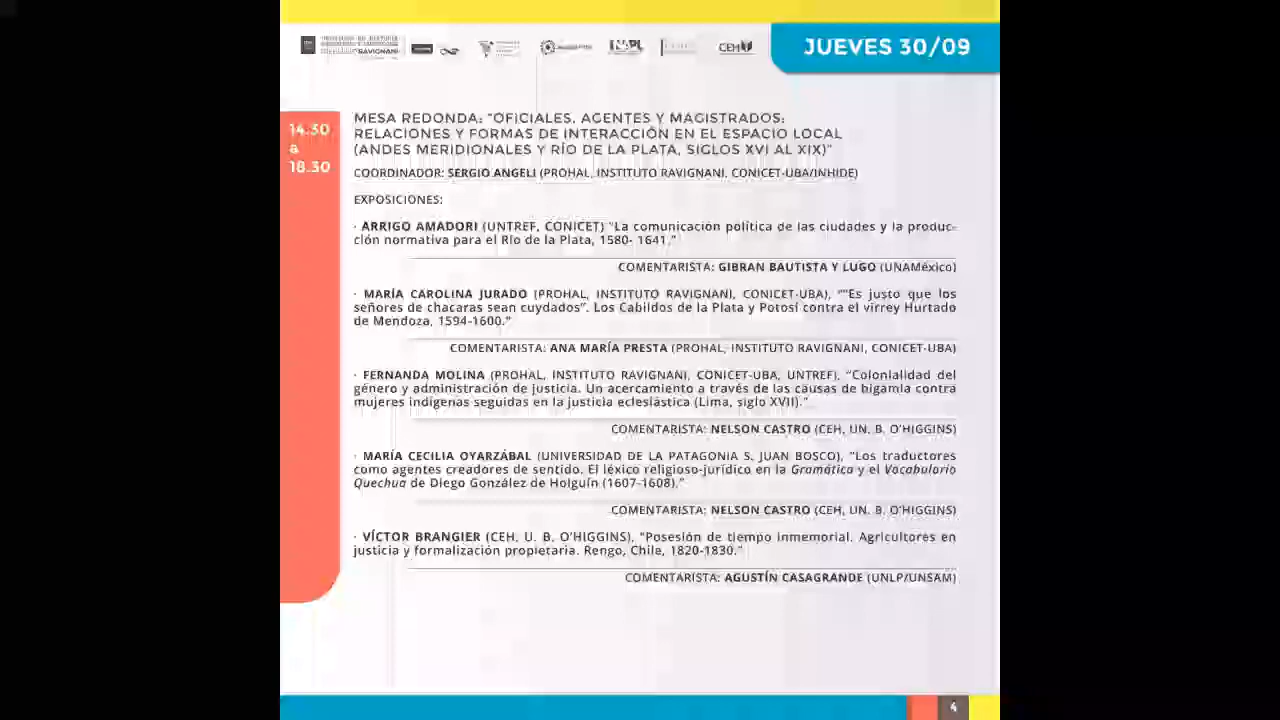 RAVIGNANI
CEH
JUEVES 30/09
14.30
a
18.30
MESA REDONDA: "OFICIALES, AGENTES Y MAGISTRADOS:
RELACIONES Y FORMAS DE INTERACCIÓN EN EL ESPACIO LOCAL
(ANDES MERIDIONALES Y RÍO DE LA PLATA, SIGLOS XVI AL XIX)"
COORDINADOR: SERGIO ANGELI (PROHAL, INSTITUTO RAVIGNANI, CONICET-UBA/INHIDE)
EXPOSICIONES:
· ARRIGO AMADORI (UNTREF, CONICET) "La comunicación política de las ciudades y la produc-
ción normativa para el Río de la Plata, 1580- 1641."
COMENTARISTA: GIBRAN BAUTISTA Y LUGO (UNAMéxico)
· MARÍA CAROLINA JURADO (PROHAL, INSTITUTO RAVIGNANI, CONICET-UBA), ""Es justo que los
señores de chacaras sean cuydados". Los Cabildos de la Plata y Potosí contra el virrey Hurtado
de Mendoza, 1594-1600."
COMENTARISTA: ANA MARÍA PRESTA (PROHAL, INSTITUTO RAVIGNANI, CONICET-UBA)
· FERNANDA MOLINA (PROHAL, INSTITUTO RAVIGNANI, CONICET-UBA, UNTREF), "Colonialidad del
género y administración de justicia. Un acercamiento a través de las causas de bigamia contra
mujeres indígenas seguidas en la justicia eclesiástica (Lima, siglo XVII)."
COMENTARISTA: NELSON CASTRO (CEH, UN. B. O'HIGGINS)
· MARÍA CECILIA OYARZÁBAL (UNIVERSIDAD DE LA PATAGONIA S. JUAN BOSCO), "Los traductores
como agentes creadores de sentido. El léxico religioso-jurídico en la Gramática y el Vocabulario
Quechua de Diego González de Holguín (1607-1608)."
COMENTARISTA: NELSON CASTRO (CEH, UN. B. O'HIGGINS)
· VÍCTOR BRANGIER (CEH, U. B. O'HIGGINS), "Posesión de tiempo inmemorial. Agricultores en
justicia y formalización propietaria. Rengo, Chile, 1820-1830."
COMENTARISTA: AGUSTÍN CASAGRANDE (UNLP/UNSAM)
4